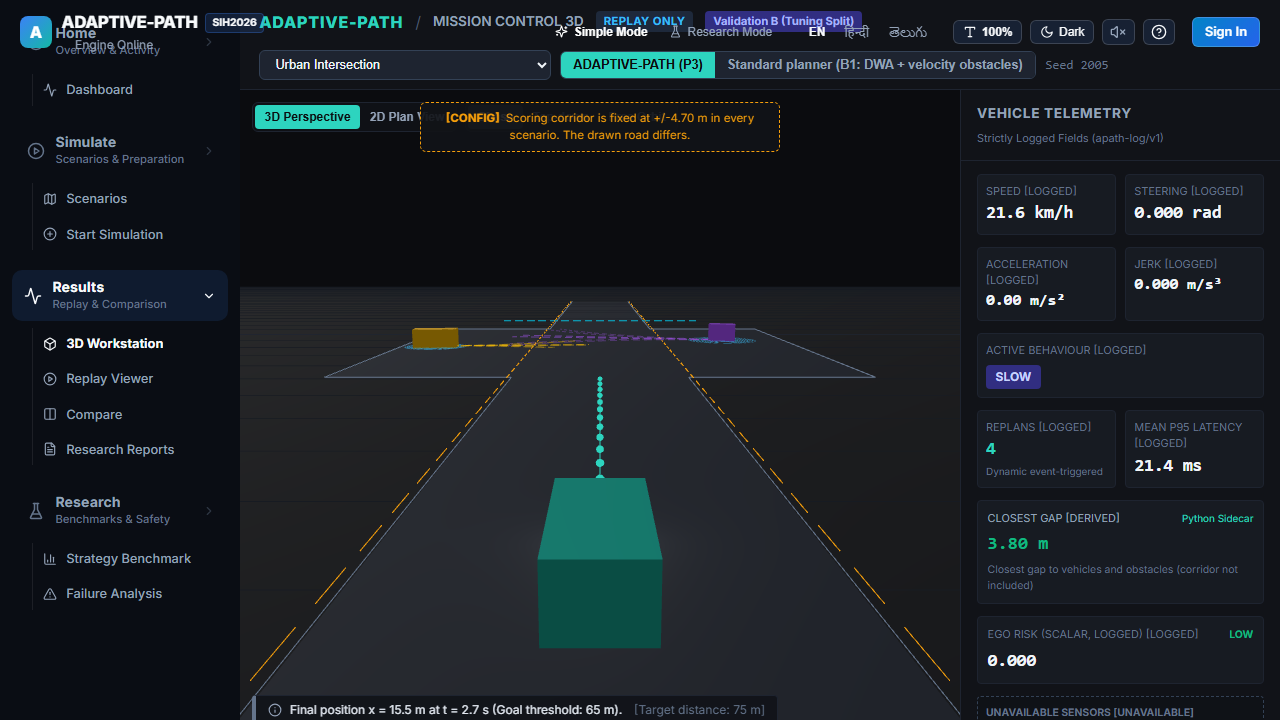 A
ADAPTIVE-PATH
SIH2026
Home
Overview & Activity
Engine Online
Dashboard
Simulate
Scenarios & Preparation
Scenarios
Start Simulation
Results
Replay & Comparison
3D Workstation
Replay Viewer
Compare
Research Reports
Research
Benchmarks & Safety
Strategy Benchmark
Failure Analysis
ADAPTIVE-PATH / MISSION CONTROL 3D REPLAY ONLY Validation B (Tuning Split)
Simple Mode Research Mode EN हिन्दी తెలుగు 100% Dark Sign In
Urban Intersection ADAPTIVE-PATH (P3) Standard planner (B1: DWA + velocity obstacles) Seed 2005
3D Perspective 2D Plan
[CONFIG] Scoring corridor is fixed at +/-4.70 m in every
scenario. The drawn road differs.
Final position x = 15.5 m at t = 2.7 s (Goal threshold: 65 m). [Target distance: 75 m]
VEHICLE TELEMETRY
Strictly Logged Fields (apath-log/v1)
SPEED [LOGGED]
21.6 km/h
STEERING [LOGGED]
0.000 rad
ACCELERATION
[LOGGED]
0.00 m/s²
JERK [LOGGED]
0.000 m/s³
ACTIVE BEHAVIOUR [LOGGED]
SLOW
REPLANS [LOGGED]
4
Dynamic event-triggered
MEAN P95 LATENCY
[LOGGED]
21.4 ms
CLOSEST GAP [DERIVED] Python Sidecar
3.80 m
Closest gap to vehicles and obstacles (corridor not
included)
EGO RISK (SCALAR, LOGGED) [LOGGED] LOW
0.000
UNAVAILABLE SENSORS [UNAVAILABLE]